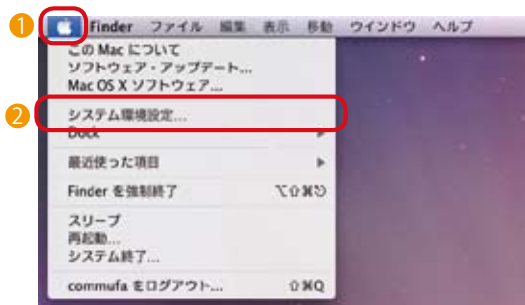 1 Finder ファイル 編集 表示 移動 ウインドウ ヘルプ
この Mac について
ソフトウェア・アップデート...
Mac OS X ソフトウェア...
2 システム環境設定...
Dock ▶
最近使った項目 ▶
Finder を強制終了 ⌥⇧⌘⎋
スリープ
再起動...
システム終了...
commufa をログアウト... ⇧⌘Q